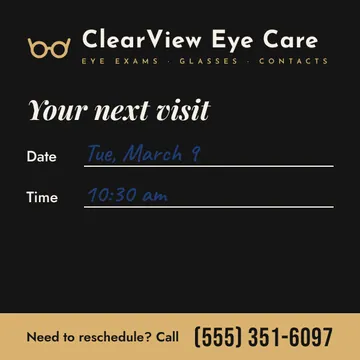 ClearView Eye Care
EYE EXAMS · GLASSES · CONTACTS
Your next visit
Date Tue, March 9
Time 10:30 am
Need to reschedule? Call (555) 351-6097